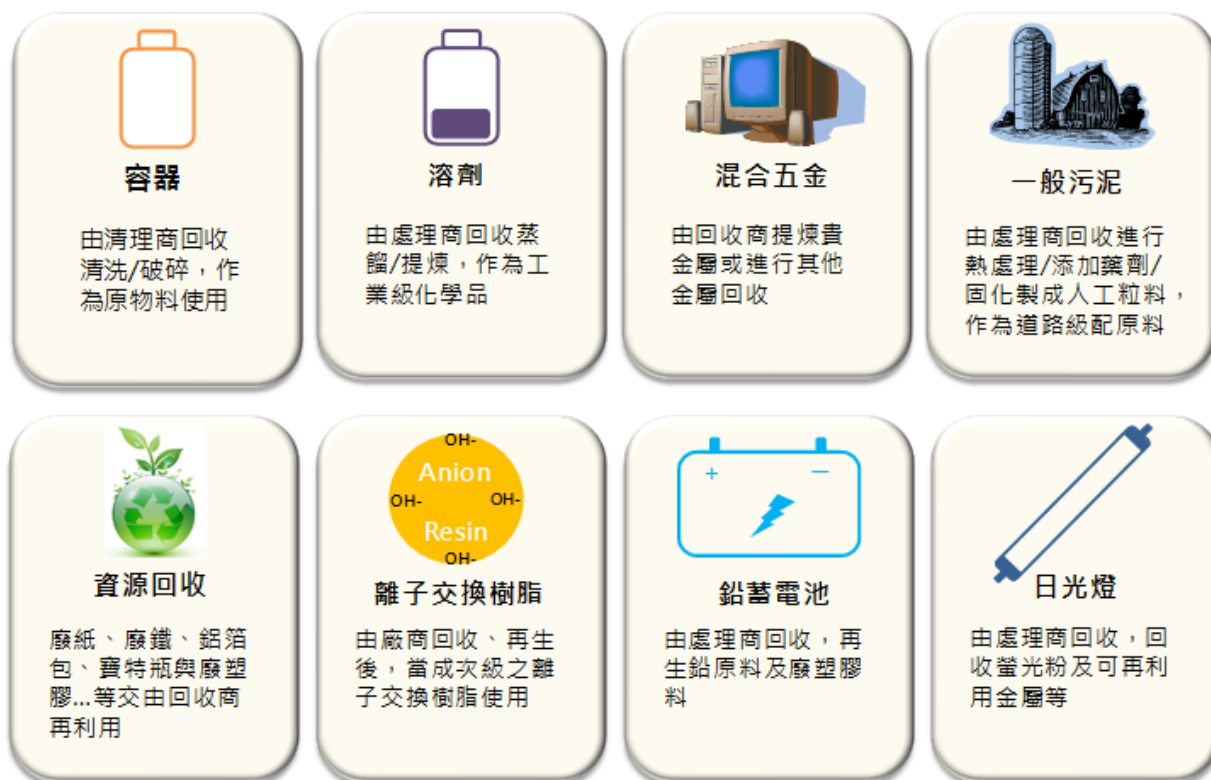 容器
由清理商回收
清洗/破碎，作
為原物料使用
溶劑
由處理商回收蒸
餾/提煉，作為工
業級化學品
混合五金
由回收商提煉貴
金屬或進行其他
金屬回收
一般污泥
由處理商回收進行
熱處理/添加藥劑/
固化製成人工粒料，
作為道路級配原料
資源回收
廢紙、廢鐵、鋁箔
包、寶特瓶與廢塑
膠...等交由回收商
再利用
OH-
Anion
OH- OH-
Resin
OH-
離子交換樹脂
由廠商回收、再生
後，當成次級之離
子交換樹脂使用
+ −
鉛蓄電池
由處理商回收，再
生鉛原料及廢塑膠
料
日光燈
由處理商回收，回
收螢光粉及可再利
用金屬等